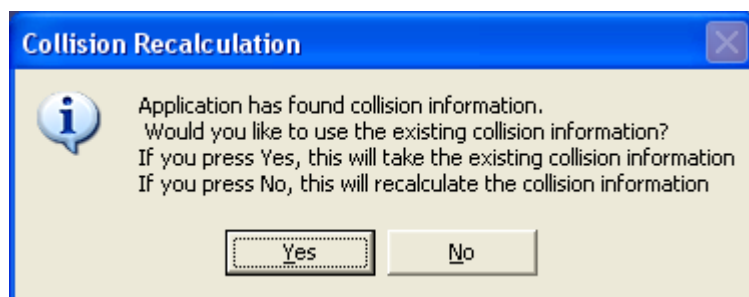 Collision Recalculation
Application has found collision information.
Would you like to use the existing collision information?
If you press Yes, this will take the existing collision information
If you press No, this will recalculate the collision information
Yes No